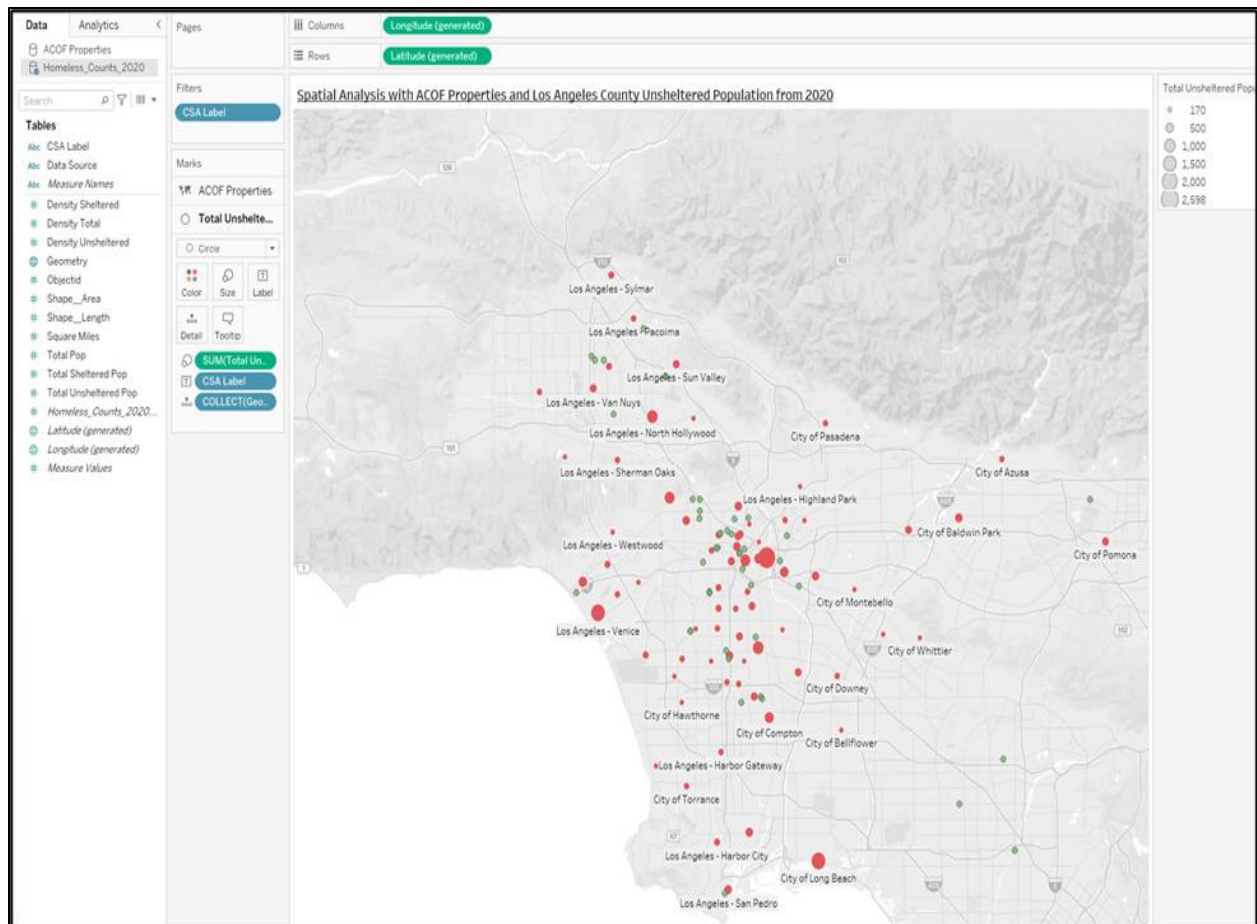 Data
Analytics
ACOF Properties
Homeless_Counts_2020
Search
Tables
Abc CSA Label
Abc Data Source
Abc Measure Names
# Density Sheltered
# Density Total
# Density Unsheltered
Geometry
# Objectid
# Shape__Area
# Shape__Length
# Square Miles
# Total Pop
# Total Sheltered Pop
# Total Unsheltered Pop
# Homeless_Counts_2020...
Latitude (generated)
Longitude (generated)
# Measure Values
Pages
Filters
CSA Label
Marks
ACOF Properties
Total Unshelte...
Circle
Color
Size
Label
Detail
Tooltip
SUM(Total Un..
CSA Label
COLLECT(Geo..
Columns
Longitude (generated)
Rows
Latitude (generated)
Spatial Analysis with ACOF Properties and Los Angeles County Unsheltered Population from 2020
Los Angeles - Sylmar
Los Angeles - Pacoima
Los Angeles - Sun Valley
Los Angeles - Van Nuys
Los Angeles - North Hollywood
City of Pasadena
101
Los Angeles - Sherman Oaks
City of Azusa
Los Angeles - Highland Park
Los Angeles - Westwood
City of Baldwin Park
City of Pomona
1
City of Montebello
Los Angeles - Venice
City of Whittier
City of Downey
City of Hawthorne
City of Compton
City of Bellflower
Los Angeles - Harbor Gateway
City of Torrance
Los Angeles - Harbor City
City of Long Beach
Los Angeles - San Pedro
Total Unsheltered Popu
170
500
1,000
1,500
2,000
2,598